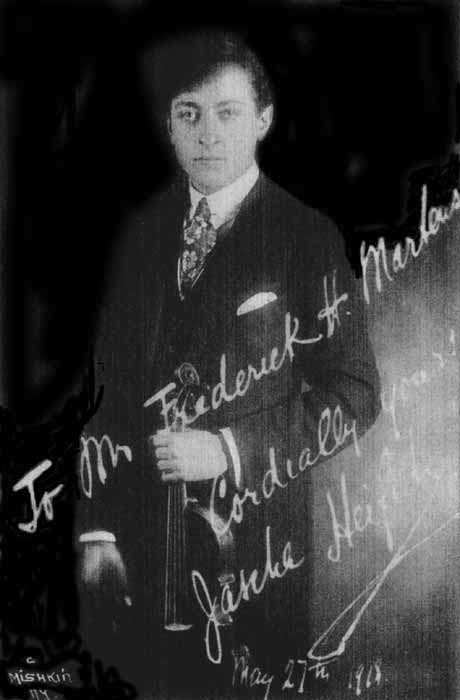 To Mr Frederick H. Martens
Cordially yours
Jascha Heifetz
May 27th 1918
C
MISHKIN
N.Y.